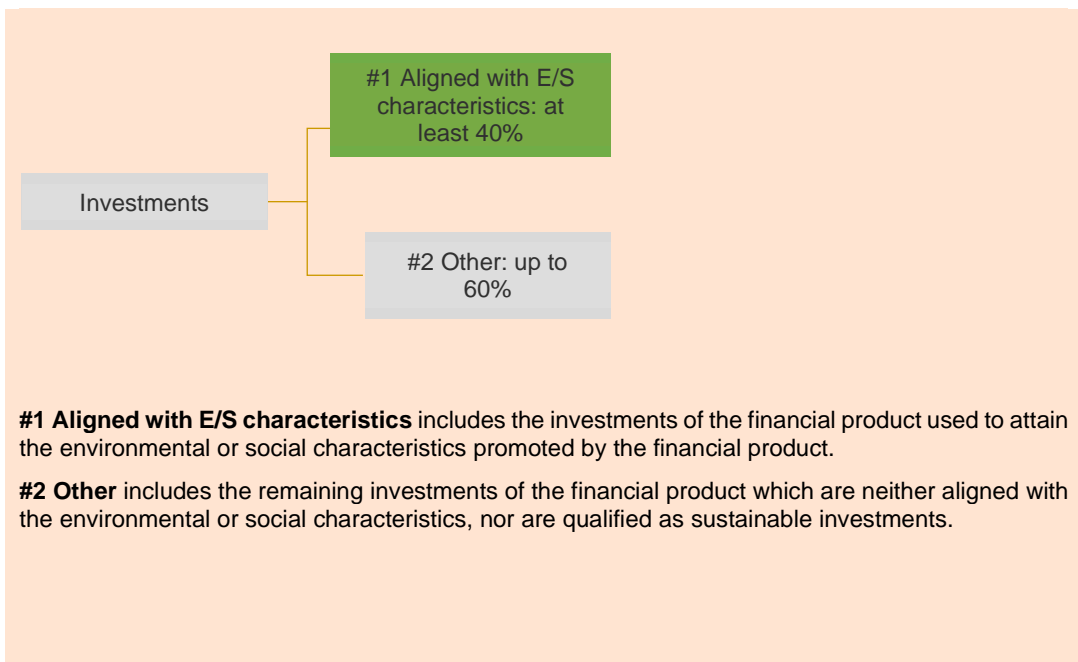 #1 Aligned with E/S
characteristics: at
least 40%
Investments
#2 Other: up to
60%
#1 Aligned with E/S characteristics includes the investments of the financial product used to attain
the environmental or social characteristics promoted by the financial product.
#2 Other includes the remaining investments of the financial product which are neither aligned with
the environmental or social characteristics, nor are qualified as sustainable investments.